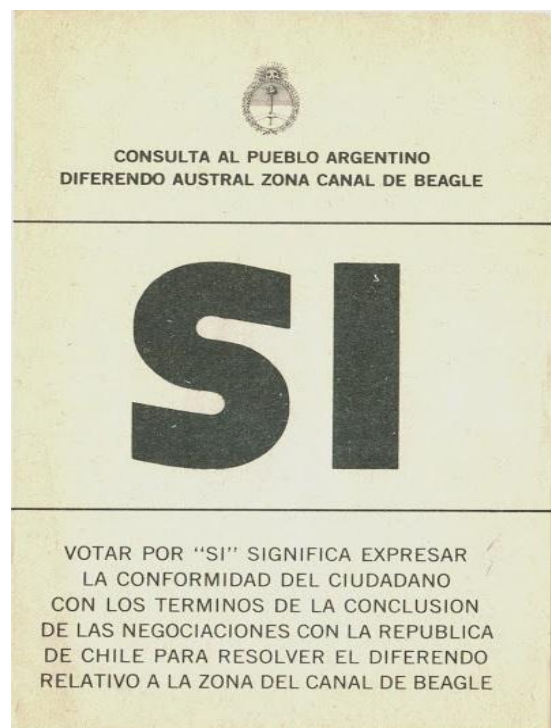 CONSULTA AL PUEBLO ARGENTINO
DIFERENDO AUSTRAL ZONA CANAL DE BEAGLE
SI
VOTAR POR "SI" SIGNIFICA EXPRESAR
LA CONFORMIDAD DEL CIUDADANO
CON LOS TERMINOS DE LA CONCLUSION
DE LAS NEGOCIACIONES CON LA REPUBLICA
DE CHILE PARA RESOLVER EL DIFERENDO
RELATIVO A LA ZONA DEL CANAL DE BEAGLE